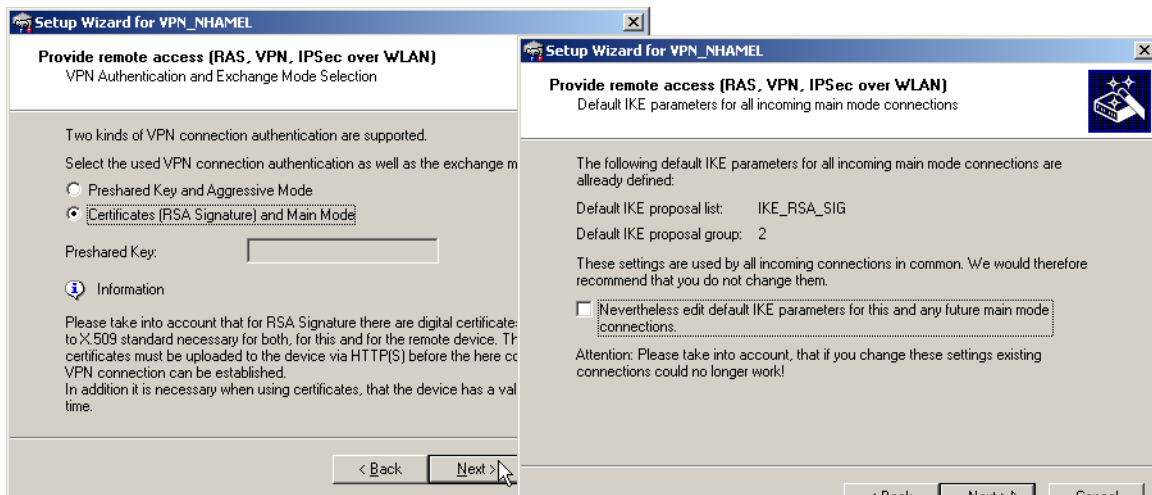 Setup Wizard for VPN_NHAMEL
Provide remote access (RAS, VPN, IPSec over WLAN)
VPN Authentication and Exchange Mode Selection
Two kinds of VPN connection authentication are supported.
Select the used VPN connection authentication as well as the exchange m
Preshared Key and Aggressive Mode
Certificates (RSA Signature) and Main Mode
Preshared Key:
Information
Please take into account that for RSA Signature there are digital certificate
to X.509 standard necessary for both, for this and for the remote device. Th
certificates must be uploaded to the device via HTTP(S) before the here co
VPN connection can be established.
In addition it is necessary when using certificates, that the device has a val
time.
< Back
Next >
Setup Wizard for VPN_NHAMEL
Provide remote access (RAS, VPN, IPSec over WLAN)
Default IKE parameters for all incoming main mode connections
The following default IKE parameters for all incoming main mode connections are
allready defined:
Default IKE proposal list: IKE_RSA_SIG
Default IKE proposal group: 2
These settings are used by all incoming connections in common. We would therefore
recommend that you do not change them.
Nevertheless edit default IKE parameters for this and any future main mode
connections.
Attention: Please take into account, that if you change these settings existing
connections could no longer work!
< Back
Next >
Cancel